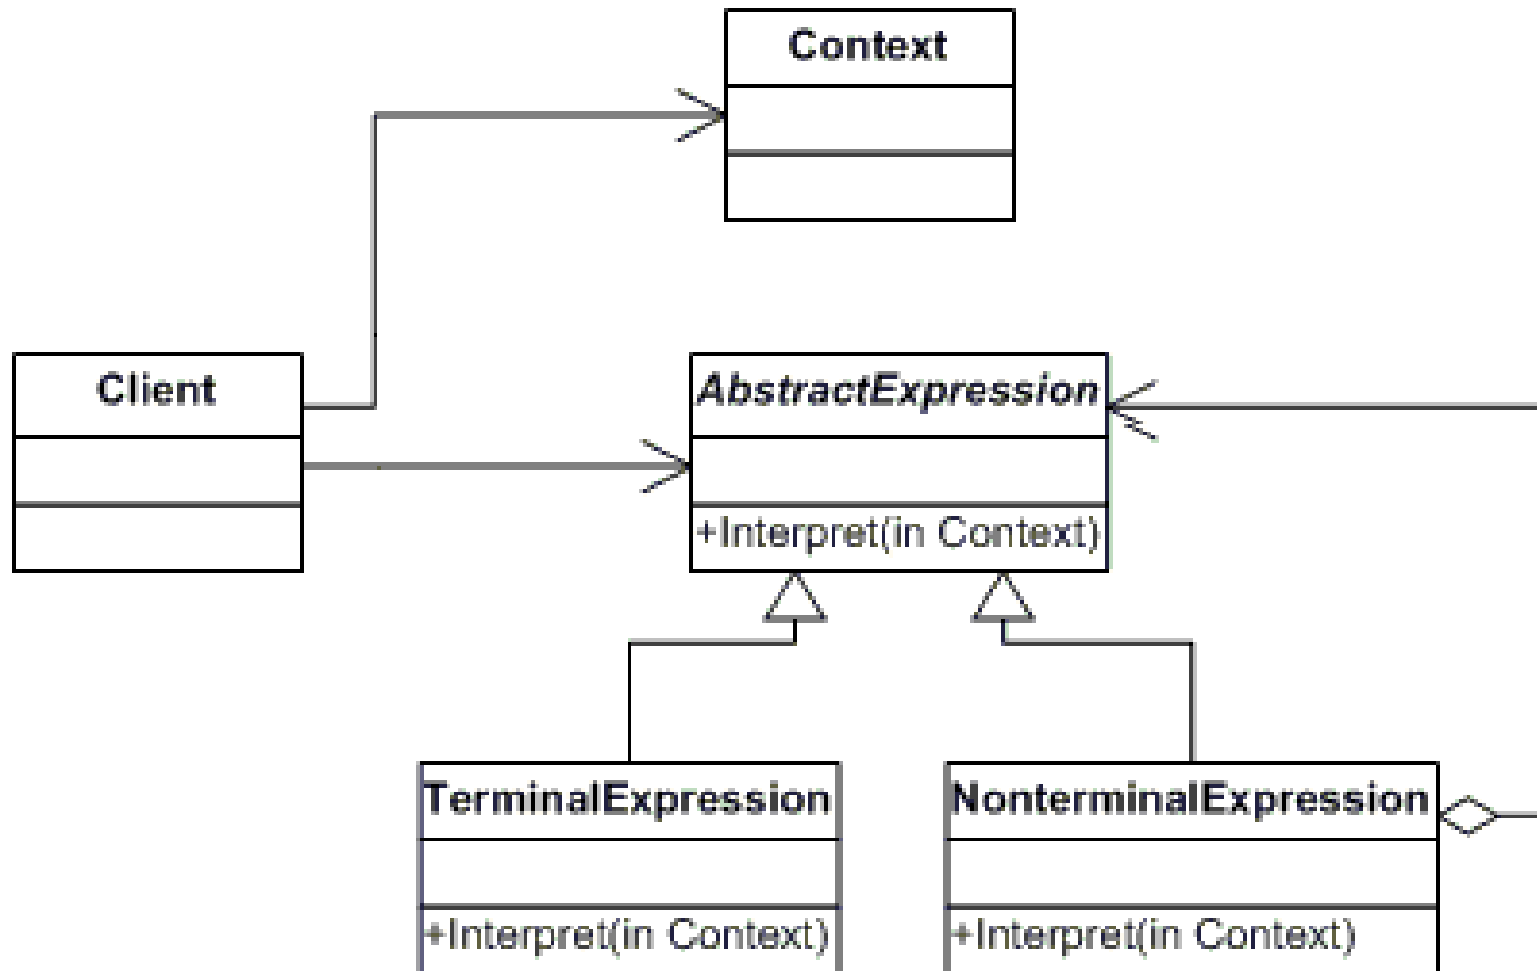 Context
Client
AbstractExpression
+Interpret(in Context)
TerminalExpression
+Interpret(in Context)
NonterminalExpression
+Interpret(in Context)